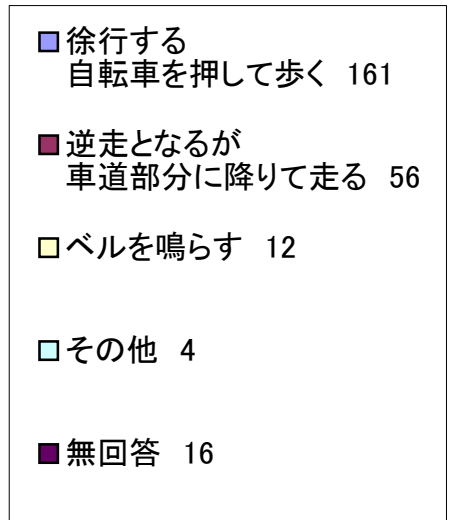 徐行する
自転車を押して歩く 161
逆走となるが
車道部分に降りて走る 56
ベルを鳴らす 12
その他 4
無回答 16